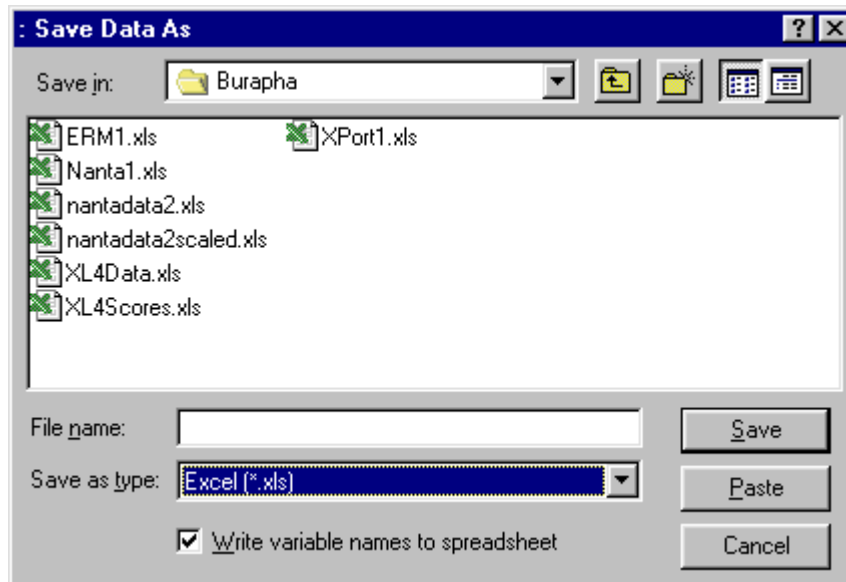 : Save Data As
Save in: Burapha
ERM1.xls XPort1.xls
Nanta1.xls
nantadata2.xls
nantadata2scaled.xls
XL4Data.xls
XL4Scores.xls
File name: Save
Save as type: Excel (*.xls) Paste
Write variable names to spreadsheet Cancel